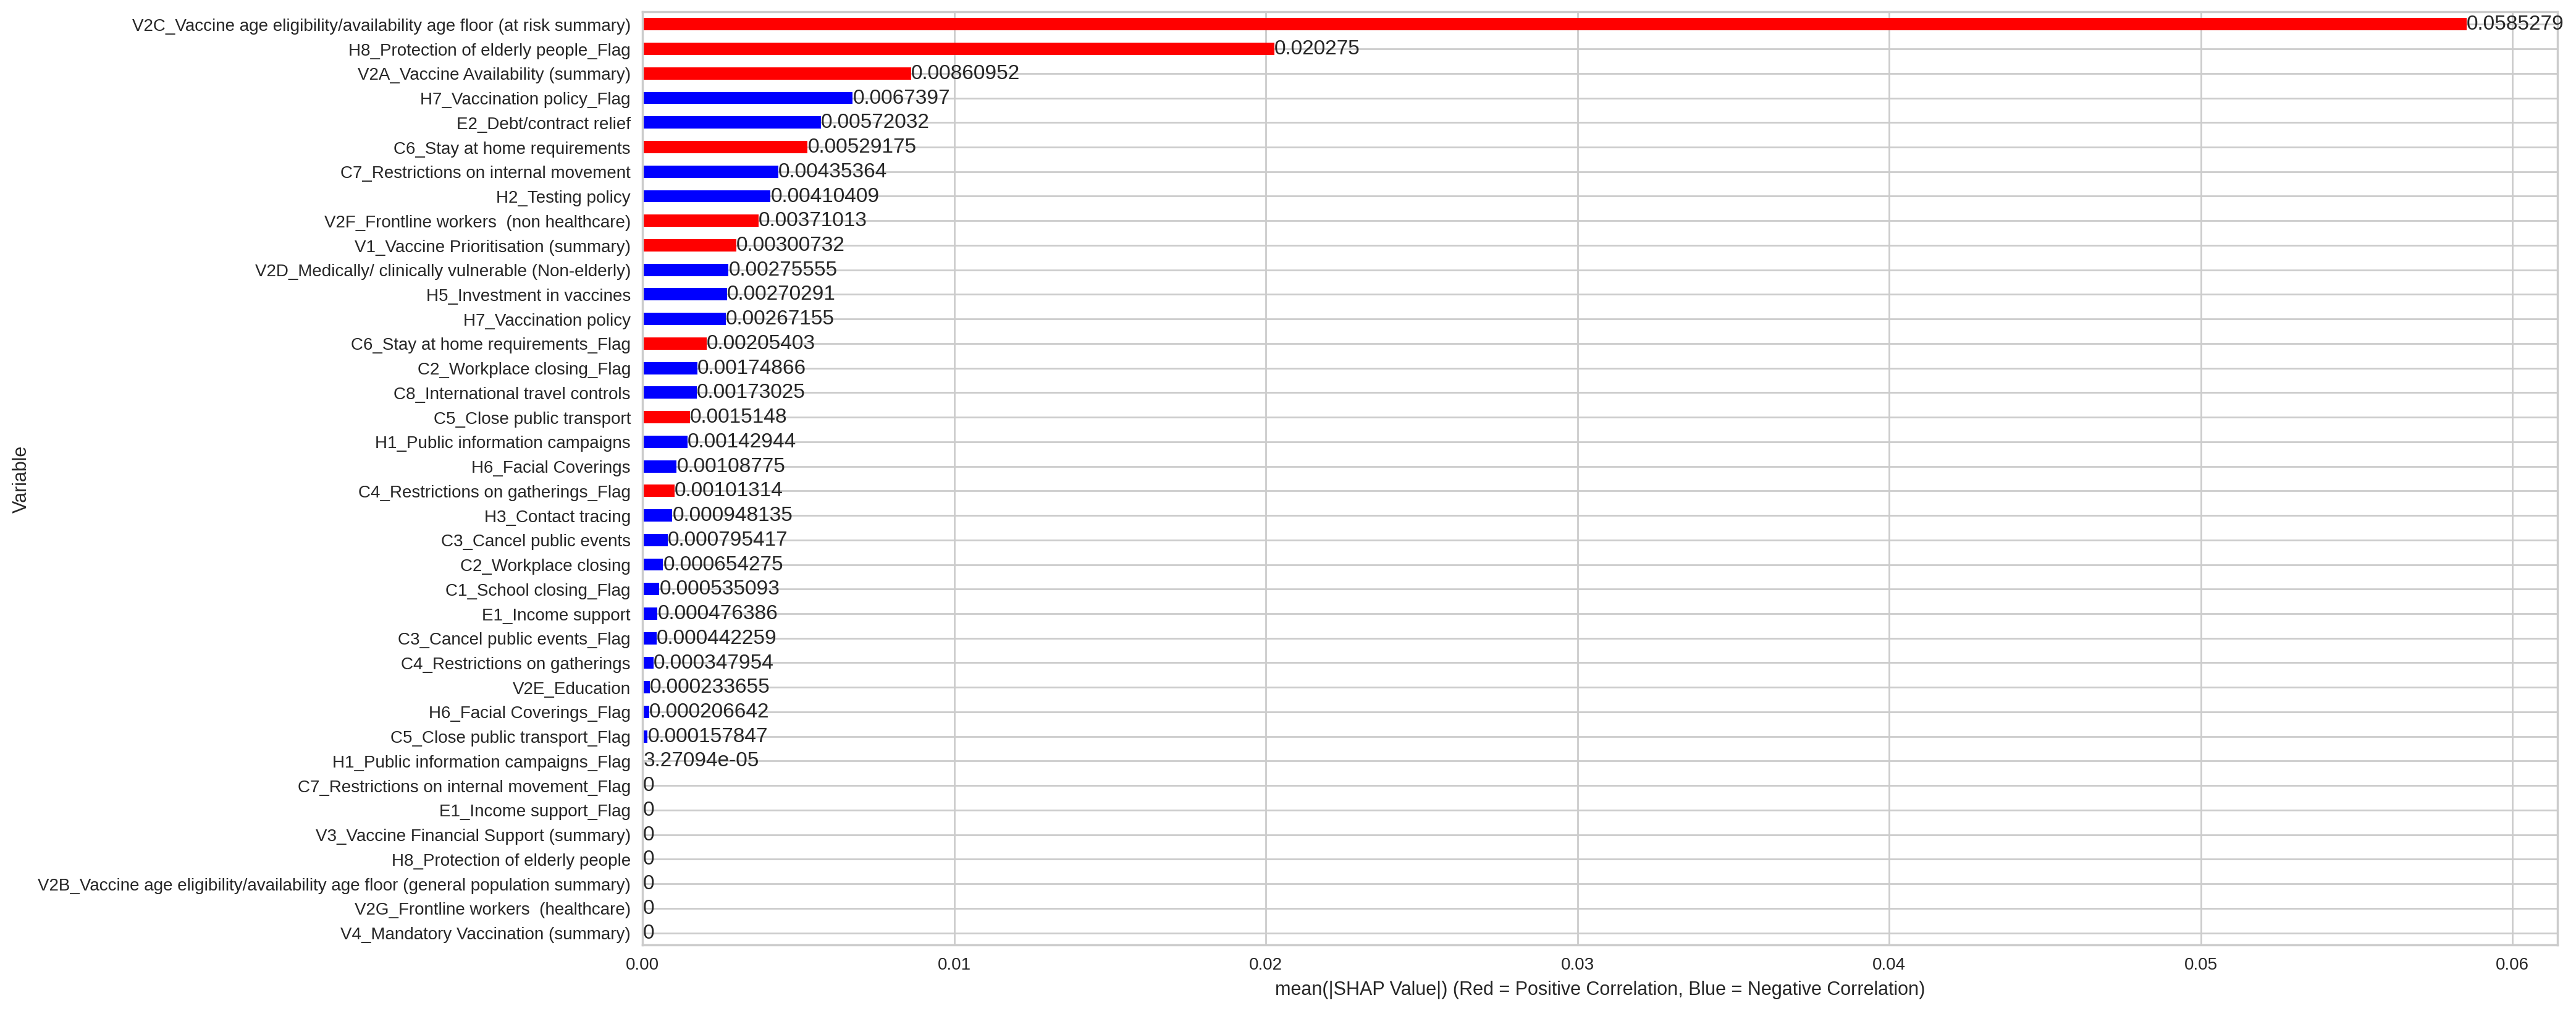 V2C_Vaccine age eligibility/availability age floor (at risk summary) 0.0585279
H8_Protection of elderly people_Flag 0.020275
V2A_Vaccine Availability (summary) 0.00860952
H7_Vaccination policy_Flag 0.0067397
E2_Debt/contract relief 0.00572032
C6_Stay at home requirements 0.00529175
C7_Restrictions on internal movement 0.00435364
H2_Testing policy 0.00410409
V2F_Frontline workers  (non healthcare) 0.00371013
V1_Vaccine Prioritisation (summary) 0.00300732
V2D_Medically/ clinically vulnerable (Non-elderly) 0.00275555
H5_Investment in vaccines 0.00270291
H7_Vaccination policy 0.00267155
C6_Stay at home requirements_Flag 0.00205403
C2_Workplace closing_Flag 0.00174866
C8_International travel controls 0.00173025
C5_Close public transport 0.0015148
H1_Public information campaigns 0.00142944
H6_Facial Coverings 0.00108775
C4_Restrictions on gatherings_Flag 0.00101314
H3_Contact tracing 0.000948135
C3_Cancel public events 0.000795417
C2_Workplace closing 0.000654275
C1_School closing_Flag 0.000535093
E1_Income support 0.000476386
C3_Cancel public events_Flag 0.000442259
C4_Restrictions on gatherings 0.000347954
V2E_Education 0.000233655
H6_Facial Coverings_Flag 0.000206642
C5_Close public transport_Flag 0.000157847
H1_Public information campaigns_Flag 3.27094e-05
C7_Restrictions on internal movement_Flag 0
E1_Income support_Flag 0
V3_Vaccine Financial Support (summary) 0
H8_Protection of elderly people 0
V2B_Vaccine age eligibility/availability age floor (general population summary) 0
V2G_Frontline workers  (healthcare) 0
V4_Mandatory Vaccination (summary) 0
Variable
0.00 0.01 0.02 0.03 0.04 0.05 0.06
mean(|SHAP Value|) (Red = Positive Correlation, Blue = Negative Correlation)